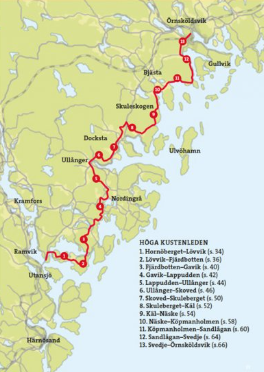 Örnsköldsvik
Gullvik
Bjästa
Skuleskogen
Docksta
Ulvöhamn
Ullånger
Kramfors
Nordingrå
Ramvik
Utansjö
Härnösand
HÖGA KUSTENLEDEN
1. Hornöberget–Lövvik (s. 34)
2. Lövvik–Fjärdbotten (s. 36)
3. Fjärdbotten–Gavik (s. 40)
4. Gavik–Lappudden (s. 42)
5. Lappudden–Ullånger (s. 44)
6. Ullånger–Skoved (s. 46)
7. Skoved–Skuleberget (s. 50)
8. Skuleberget–Käl (s. 52)
9. Käl–Näske (s. 54)
10. Näske–Köpmanholmen (s. 58)
11. Köpmanholmen–Sandlågan (s. 60)
12. Sandlågan–Svedje (s. 64)
13. Svedje–Örnsköldsvik (s.66)